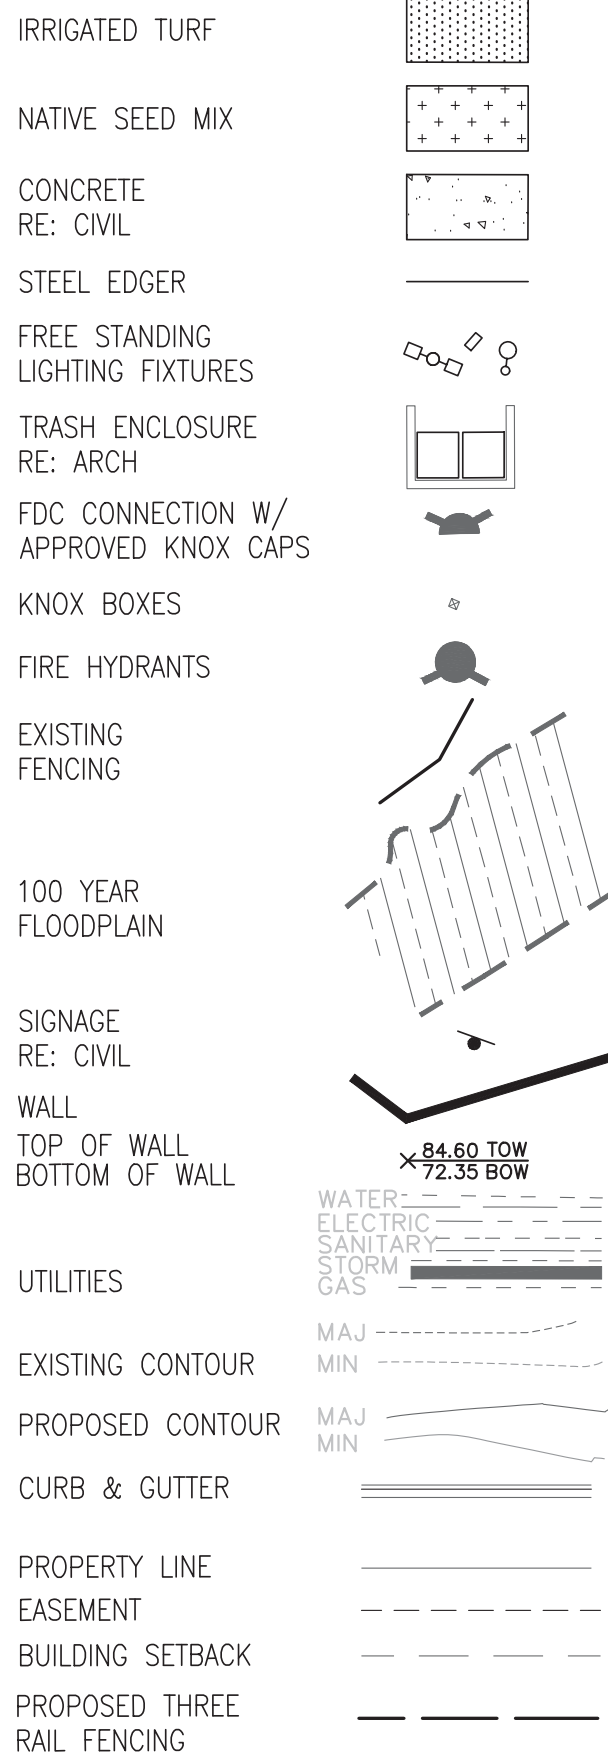 IRRIGATED TURF
NATIVE SEED MIX
CONCRETE
RE: CIVIL
STEEL EDGER
FREE STANDING
LIGHTING FIXTURES
TRASH ENCLOSURE
RE: ARCH
FDC CONNECTION W/
APPROVED KNOX CAPS
KNOX BOXES
FIRE HYDRANTS
EXISTING
FENCING
100 YEAR
FLOODPLAIN
SIGNAGE
RE: CIVIL
WALL
TOP OF WALL
BOTTOM OF WALL
84.60 TOW
72.35 BOW
UTILITIES
WATER
ELECTRIC
SANITARY
STORM
GAS
EXISTING CONTOUR
MAJ
MIN
PROPOSED CONTOUR
MAJ
MIN
CURB & GUTTER
PROPERTY LINE
EASEMENT
BUILDING SETBACK
PROPOSED THREE
RAIL FENCING